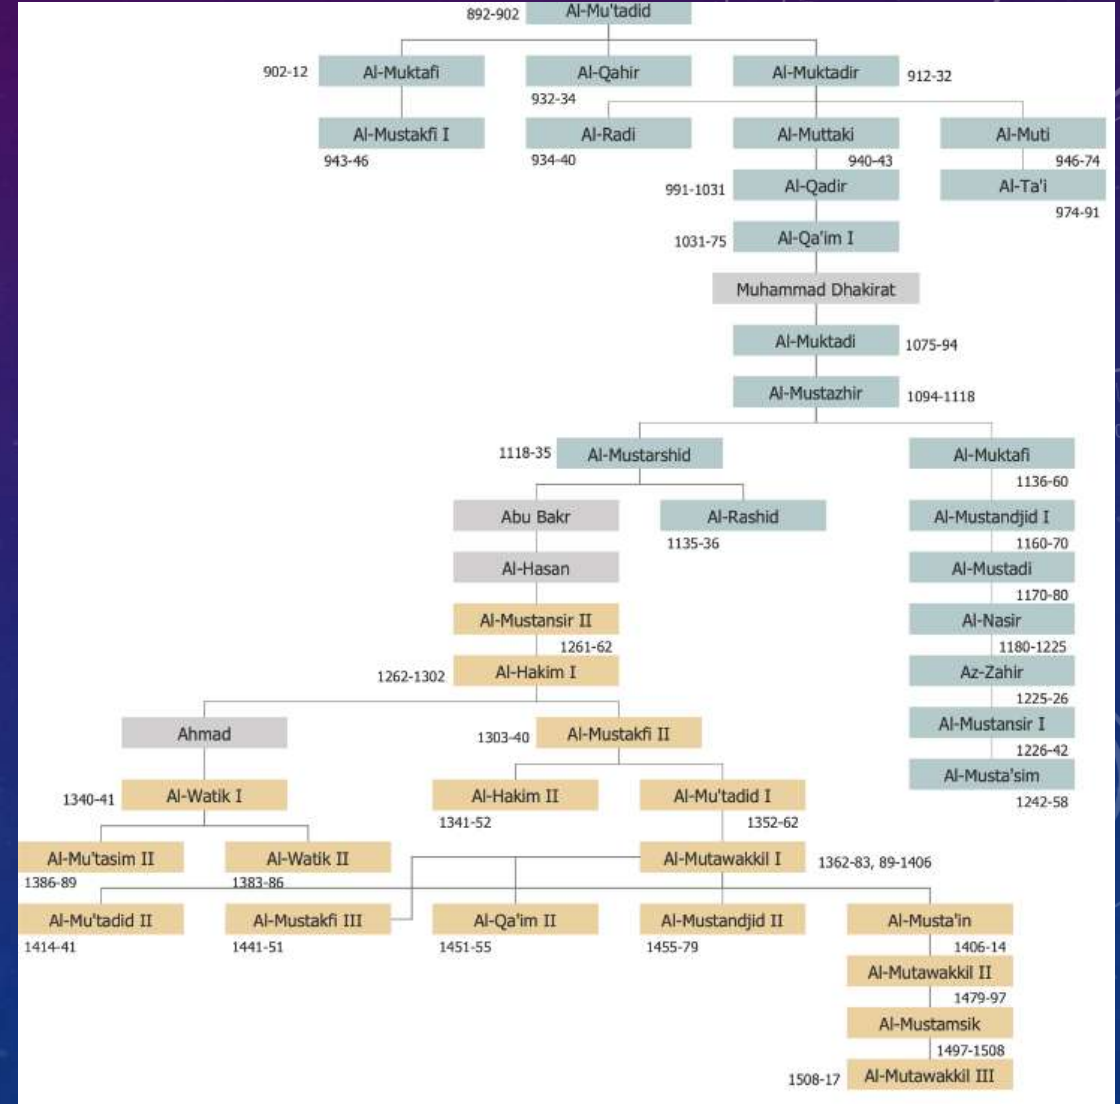 Al-Mu'tadid
892-902
902-12
Al-Muktafi
Al-Qahir
Al-Muktadir
912-32
932-34
Al-Mustakfi I
Al-Radi
Al-Muttaki
Al-Muti
943-46
934-40
940-43
946-74
991-1031
Al-Qadir
Al-Ta'i
974-91
1031-75
Al-Qa'im I
Muhammad Dhakirat
Al-Muktadi
1075-94
Al-Mustazhir
1094-1118
1118-35
Al-Mustarshid
Al-Muktafi
1136-60
Abu Bakr
Al-Rashid
Al-Mustandjid I
1135-36
1160-70
Al-Hasan
Al-Mustadi
1170-80
Al-Mustansir II
Al-Nasir
1261-62
1180-1225
1262-1302
Al-Hakim I
Az-Zahir
1225-26
Ahmad
1303-40
Al-Mustakfi II
Al-Mustansir I
1226-42
Al-Musta'sim
1242-58
1340-41
Al-Watik I
Al-Hakim II
Al-Mu'tadid I
1341-52
1352-62
Al-Mu'tasim II
Al-Watik II
Al-Mutawakkil I
1362-83, 89-1406
1386-89
1383-86
Al-Mu'tadid II
Al-Mustakfi III
Al-Qa'im II
Al-Mustandjid II
Al-Musta'in
1414-41
1441-51
1451-55
1455-79
1406-14
Al-Mutawakkil II
1479-97
Al-Mustamsik
1497-1508
1508-17
Al-Mutawakkil III